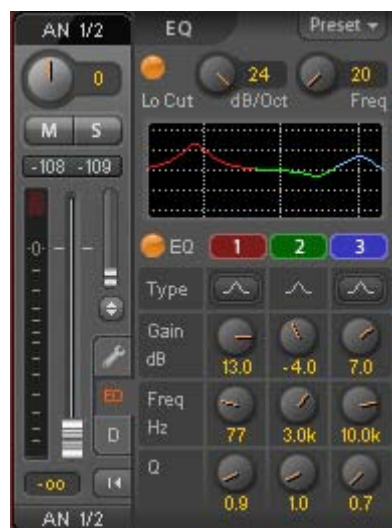 AN 1/2
EQ
Preset
0
24
20
Lo Cut
dB/Oct
Freq
M
S
-108
-109
-0-
EQ
1
2
3
Type
Gain
dB
13.0
-4.0
7.0
EQ
Freq
Hz
77
3.0k
10.0k
D
Q
-oo
0.9
1.0
0.7
AN 1/2